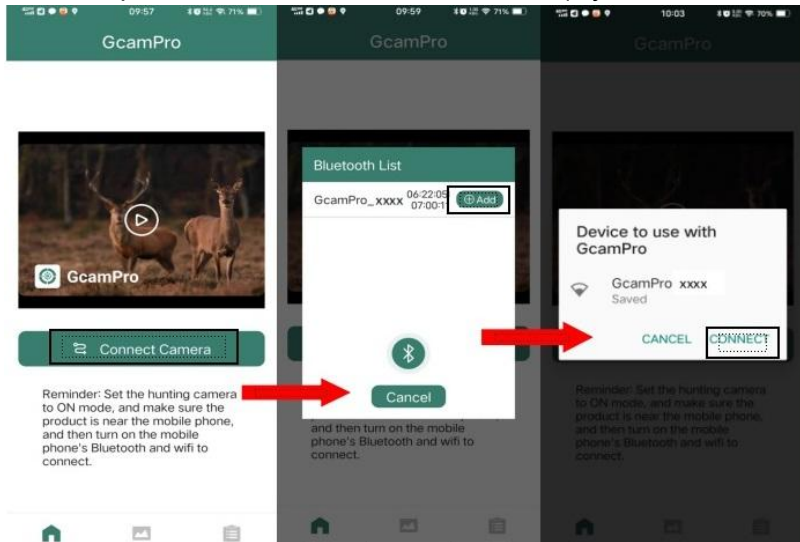 09:57
71%
GcamPro
GcamPro
Connect Camera
Reminder: Set the hunting camera
to ON mode, and make sure the
product is near the mobile phone,
and then turn on the mobile
phone's Bluetooth and wifi to
connect.
09:59
71%
GcamPro
Bluetooth List
GcamPro_xxxx
06:22:05
07:00:1
Add
Cancel
and then turn on the mobile
phone's Bluetooth and wifi to
connect.
10:03
70%
GcamPro
Device to use with
GcamPro
GcamPro xxxx
Saved
CANCEL CONNECT
Reminder: Set the hunting camera
to ON mode, and make sure the
product is near the mobile phone,
and then turn on the mobile
phone's Bluetooth and wifi to
connect.